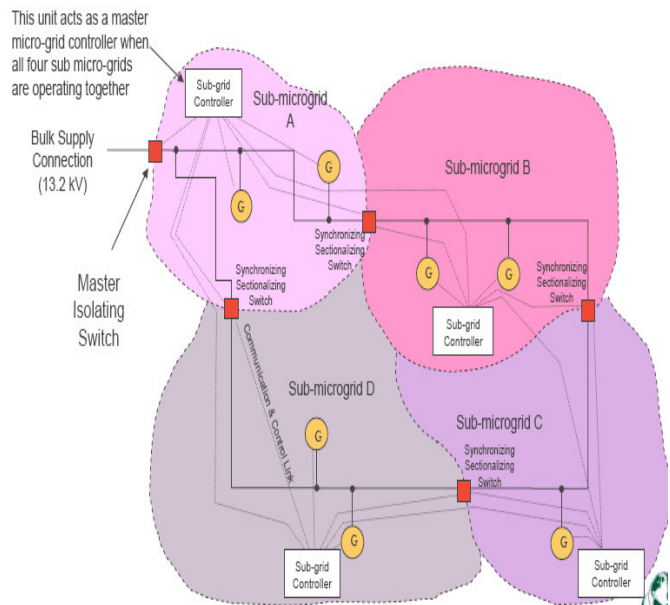 This unit acts as a master
micro-grid controller when
all four sub micro-grids
are operating together
Sub-grid
Controller
Sub-microgrid
A
Bulk Supply
Connection
(13.2 kV)
G
G
Master
Isolating
Switch
Synchronizing
Sectionalizing
Switch
Synchronizing
Sectionalizing
Switch
Sub-microgrid B
G
G
Synchronizing
Sectionalizing
Switch
Sub-grid
Controller
Communication & Control Link
Sub-microgrid D
G
G
Sub-grid
Controller
Sub-microgrid C
Synchronizing
Sectionalizing
Switch
G
Sub-grid
Controller